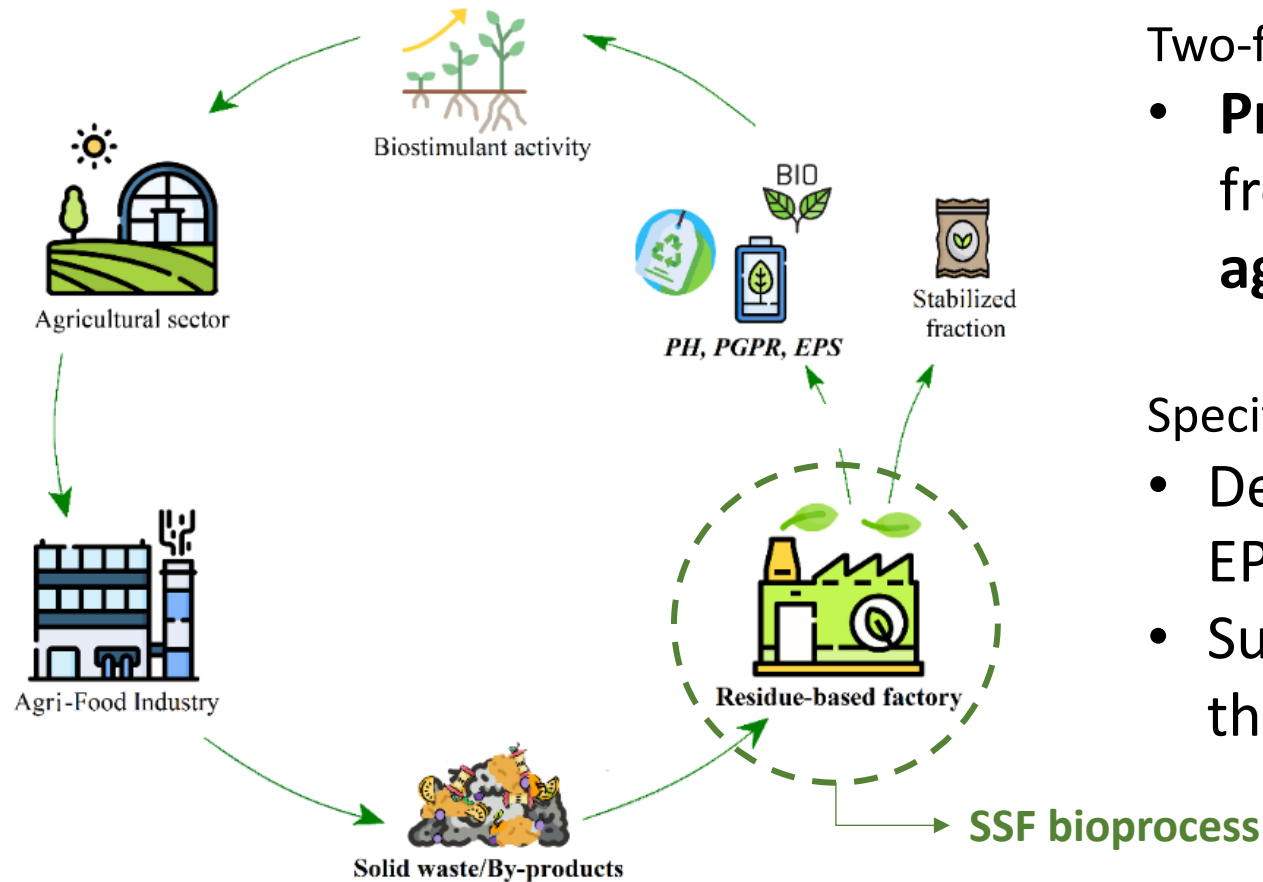 Biostimulant activity
BIO
Agricultural sector
PH, PGPR, EPS
Stabilized
fraction
Agri-Food Industry
Residue-based factory
Solid waste/By-products
SSF bioprocess
Two-f
• Pr
fr
ag
Specif
• De
EP
• Su
th